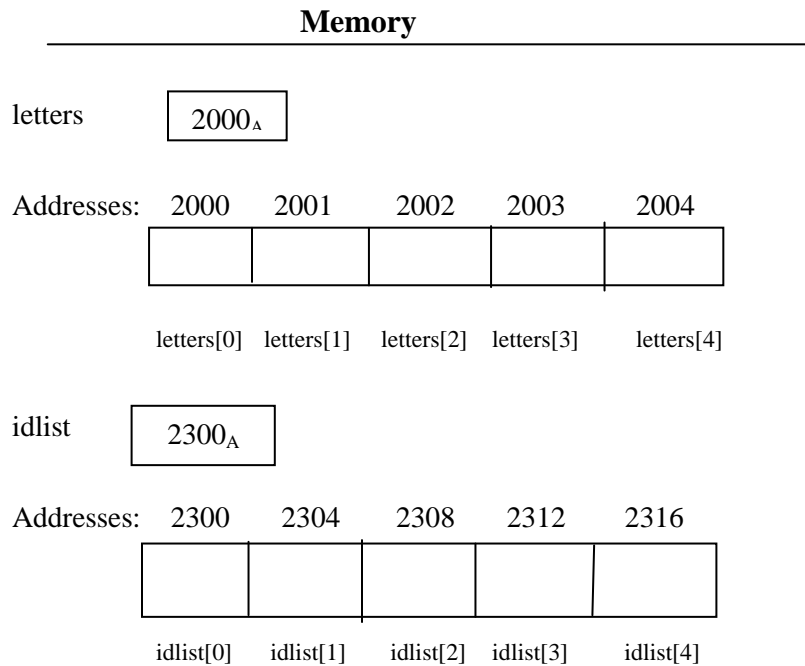 Memory
letters 2000A
Addresses: 2000 2001 2002 2003 2004
letters[0] letters[1] letters[2] letters[3] letters[4]
idlist 2300A
Addresses: 2300 2304 2308 2312 2316
idlist[0] idlist[1] idlist[2] idlist[3] idlist[4]